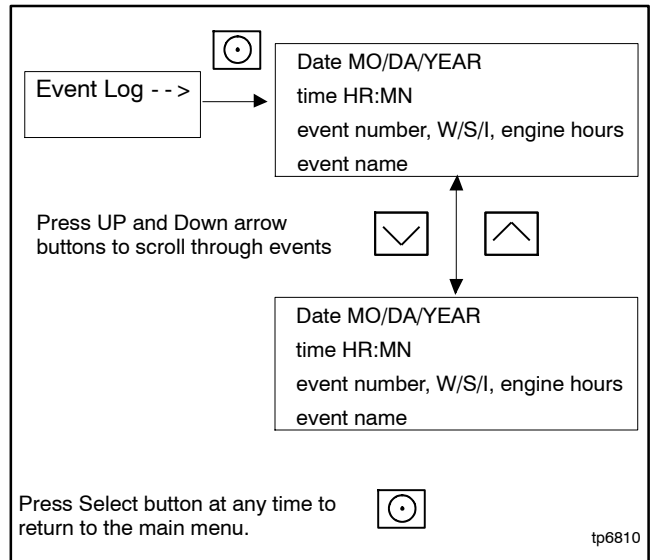 Event Log - - >
Date MO/DA/YEAR
time HR:MN
event number, W/S/I, engine hours
event name
Press UP and Down arrow
buttons to scroll through events
Date MO/DA/YEAR
time HR:MN
event number, W/S/I, engine hours
event name
Press Select button at any time to
return to the main menu.
tp6810